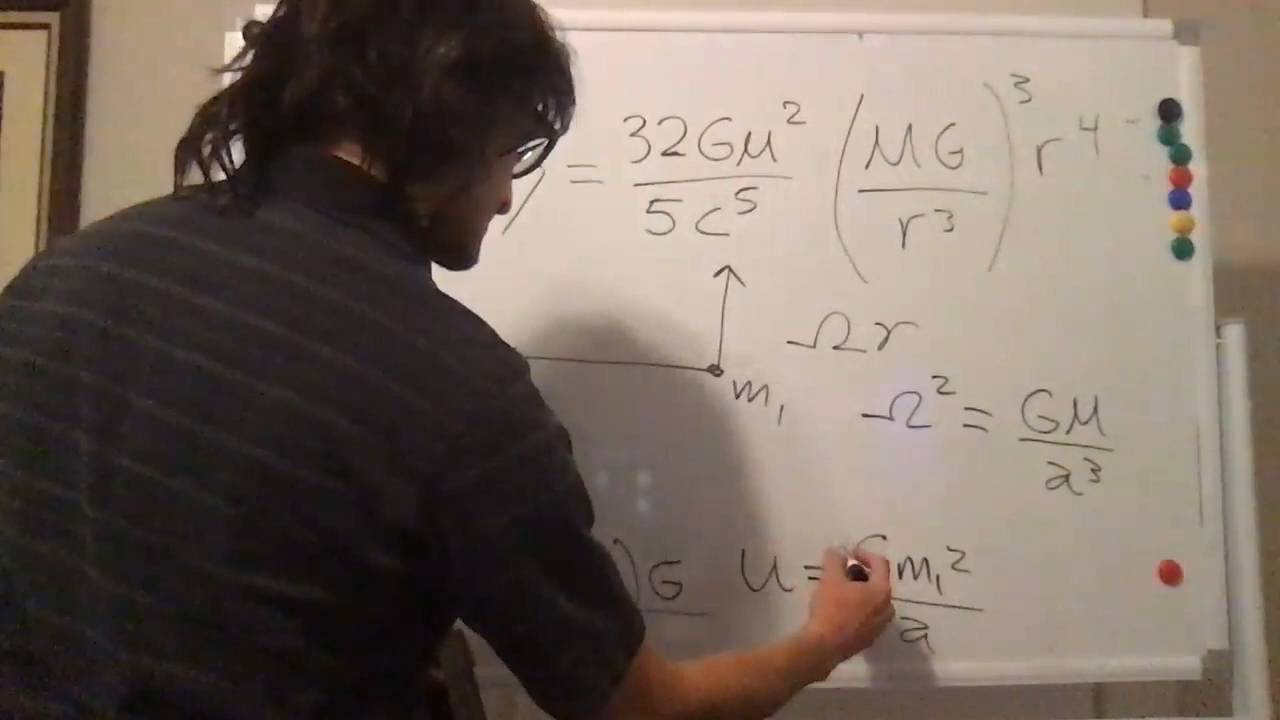 ) = 32GM² / 5c⁵ (MG / r³)³ r⁴
Ωr
m₁
Ω² = GM / a³
)G
U = Gm₁² / a